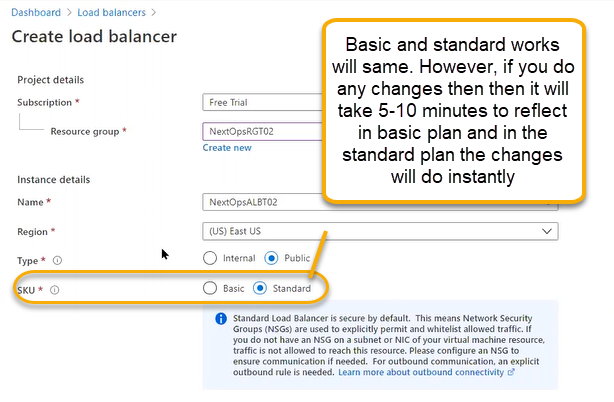 Dashboard > Load balancers >
Create load balancer
Basic and standard works
will same. However, if you do
any changes then then it will
take 5-10 minutes to reflect
in basic plan and in the
standard plan the changes
will do instantly
Project details
Subscription *
Free Trial
Resource group *
NextOpsRGT02
Create new
Instance details
Name *
NextOpsALBT02
Region *
(US) East US
Type *
Internal
Public
SKU *
Basic
Standard
Standard Load Balancer is secure by default. This means Network Security
Groups (NSGs) are used to explicitly permit and whitelist allowed traffic. If
you do not have an NSG on a subnet or NIC of your virtual machine resource,
traffic is not allowed to reach this resource. Please configure an NSG to
ensure communication if needed. For outbound communication, an explicit
outbound rule is needed. Learn more about outbound connectivity